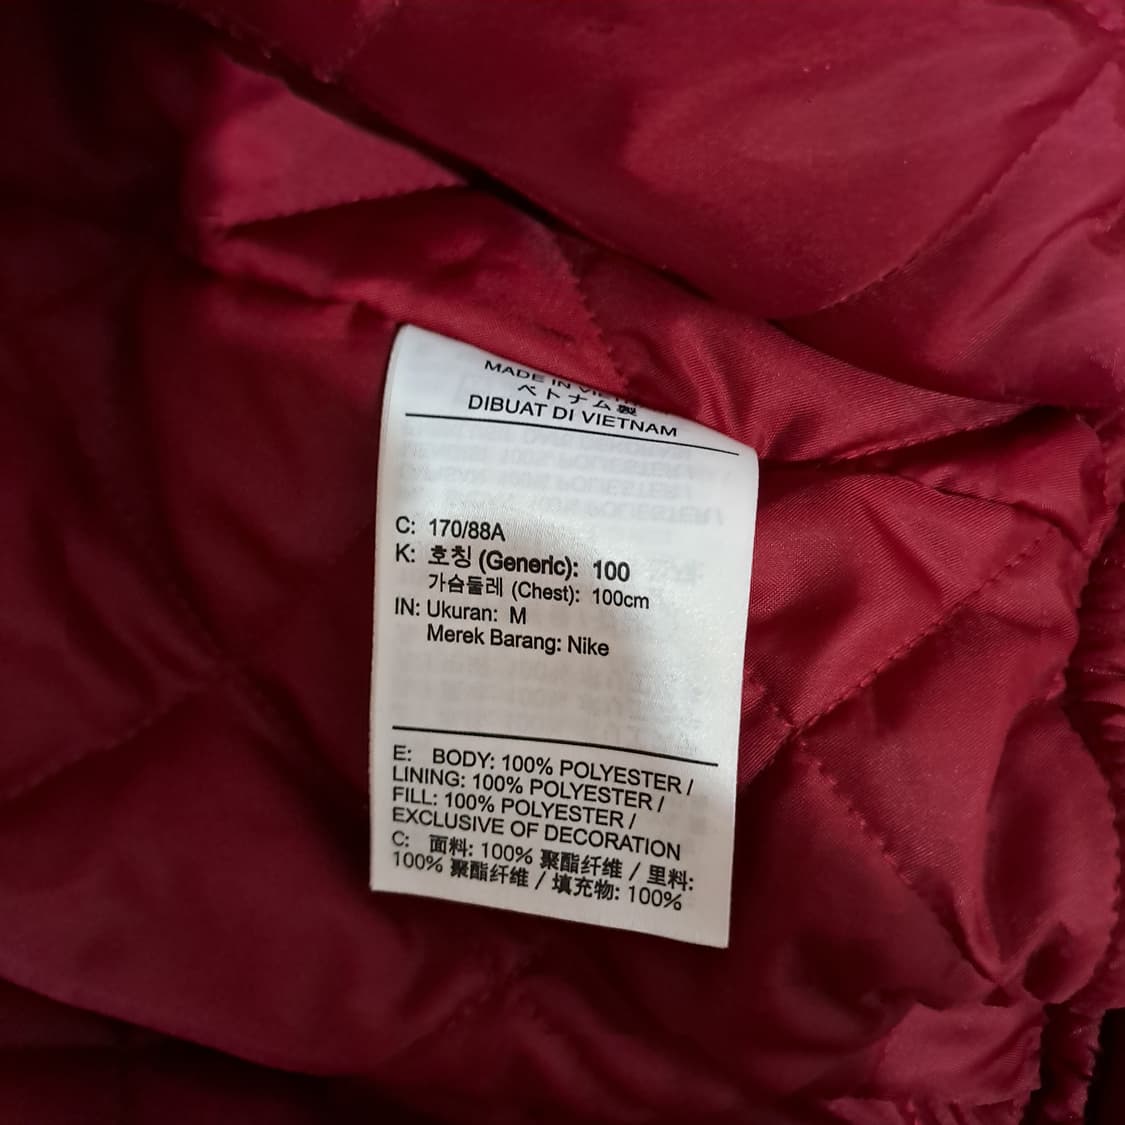 MADE IN VIETNAM
ベトナム製
DIBUAT DI VIETNAM
C: 170/88A
K: 호칭 (Generic): 100
가슴둘레 (Chest): 100cm
IN: Ukuran: M
Merek Barang: Nike
E: BODY: 100% POLYESTER /
LINING: 100% POLYESTER /
FILL: 100% POLYESTER /
EXCLUSIVE OF DECORATION
C: 面料: 100% 聚酯纤维 / 里料:
100% 聚酯纤维 / 填充物: 100%